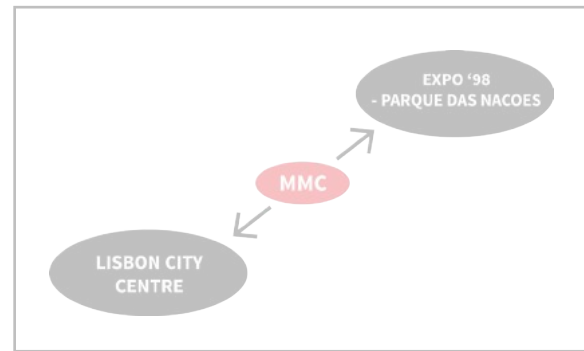 EXPO ‘98
- PARQUE DAS NACOES
MMC
LISBON CITY
CENTRE